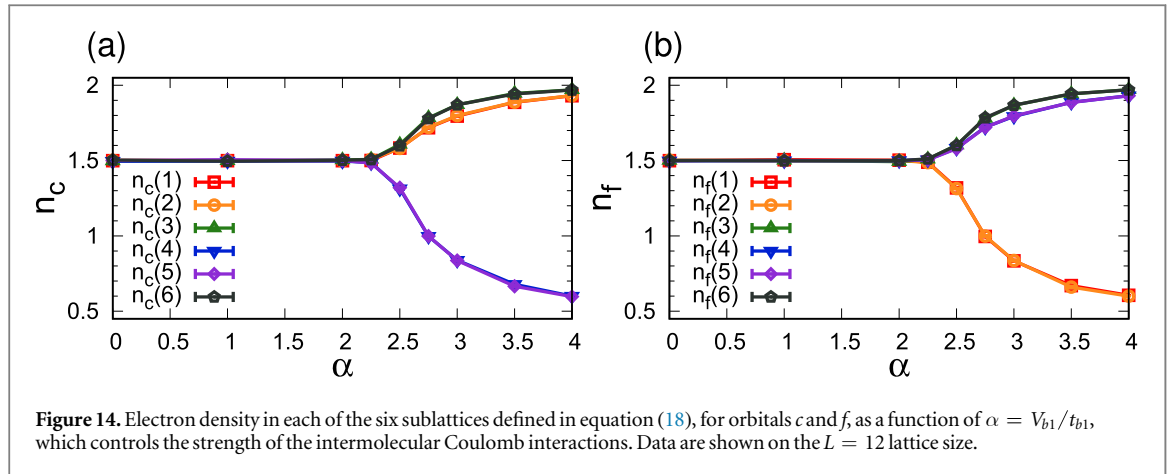 (a) (b)
2 2
1.5 1.5
1 1
0.5 0.5
n_c n_f
n_c(1) n_f(1)
n_c(2) n_f(2)
n_c(3) n_f(3)
n_c(4) n_f(4)
n_c(5) n_f(5)
n_c(6) n_f(6)
0 0.5 1 1.5 2 2.5 3 3.5 4 0 0.5 1 1.5 2 2.5 3 3.5 4
α α
Figure 14. Electron density in each of the six sublattices defined in equation (18), for orbitals c and f, as a function of α = V_{b1}/t_{b1},
which controls the strength of the intermolecular Coulomb interactions. Data are shown on the L = 12 lattice size.